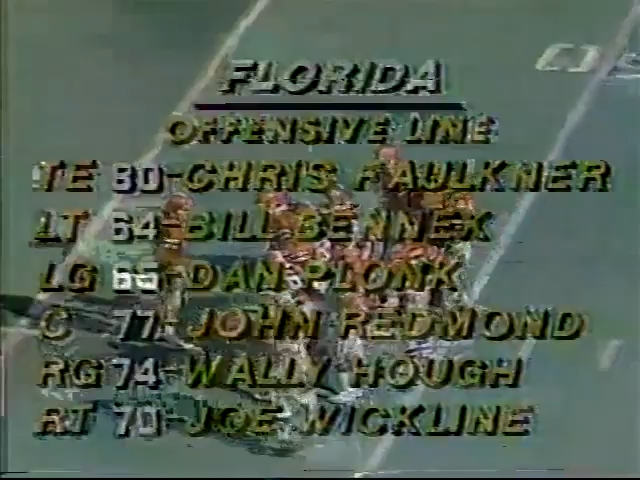 FLORIDA
OFFENSIVE LINE
TE 80-CHRIS FAULKNER
LT 64-BILL BENNEK
LG 65-DAN PLONK
C 77-JOHN REDMOND
RG 74-WALLY HOUGH
RT 70-JOE WICKLINE